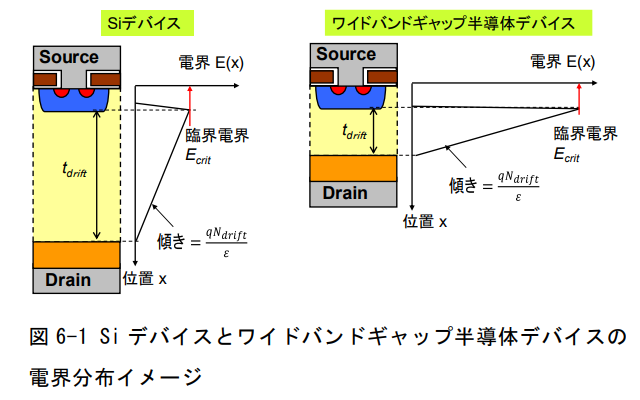 Siデバイス
Source
電界 E(x)
臨界電界
Ecrit
tdrift
傾き=qNdrift/ε
位置 x
Drain
ワイドバンドギャップ半導体デバイス
Source
電界 E(x)
臨界電界
Ecrit
tdrift
傾き=qNdrift/ε
Drain
位置 x
図 6-1 Si デバイスとワイドバンドギャップ半導体デバイスの
電界分布イメージ